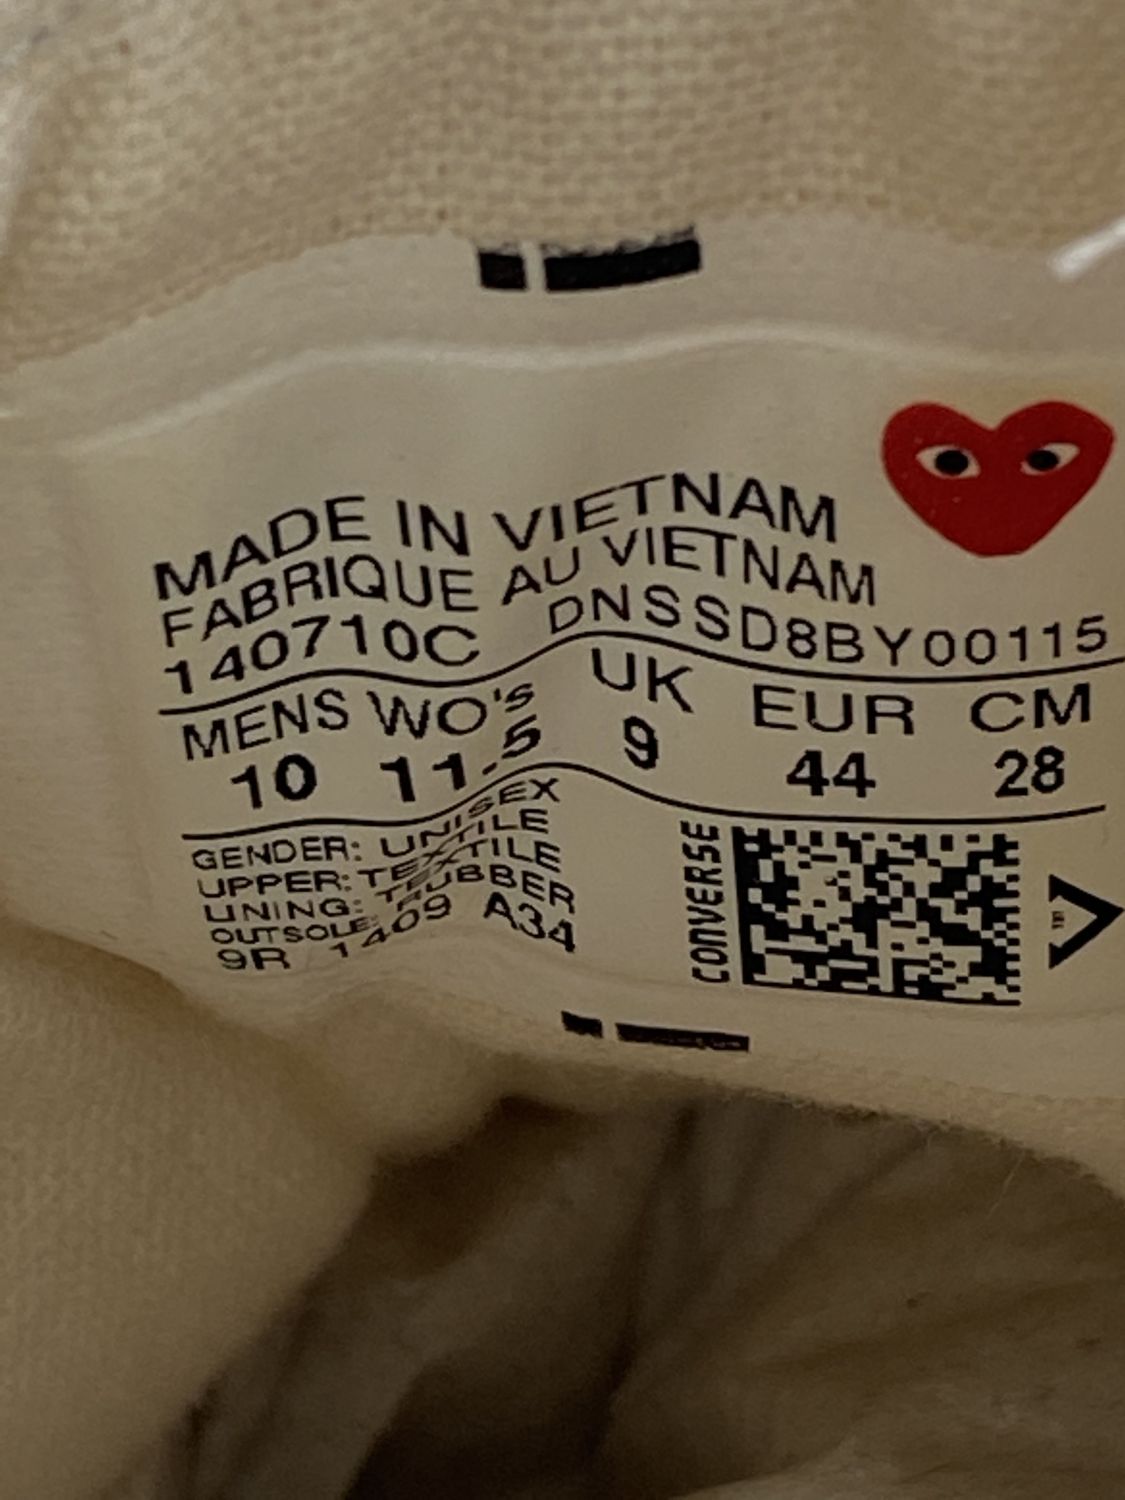 MADE IN VIETNAM
FABRIQUE AU VIETNAM
140710C DNSSD8BY00115
MENS WO's UK EUR CM
10 11.5 9 44 28
GENDER: UNISEX
UPPER: TEXTILE
LINING: TEXTILE
OUTSOLE: RUBBER
9R 1409 A34
CONVERSE